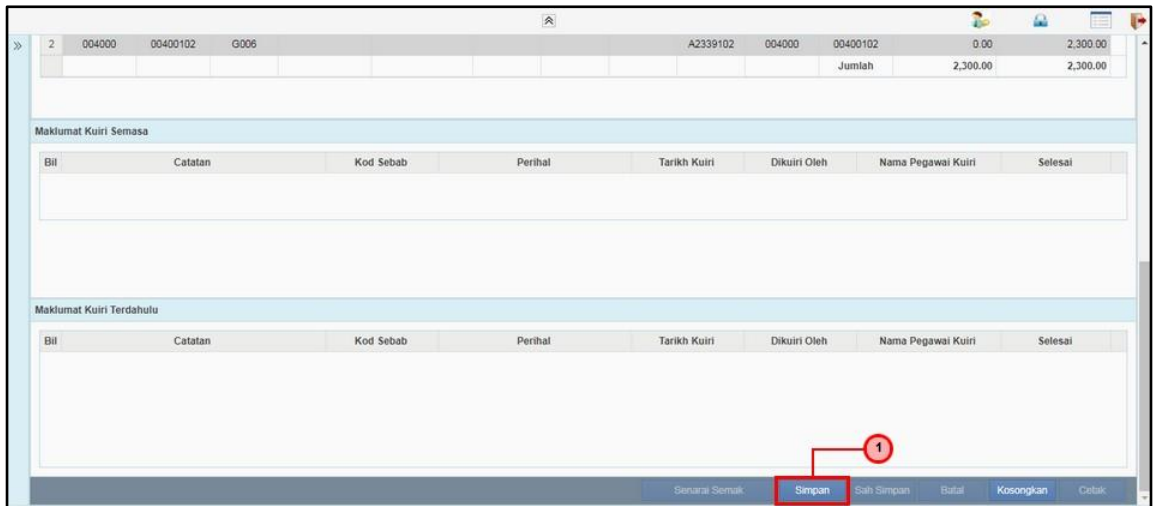 2 004000 00400102 G006 A2339102 004000 00400102 0.00 2,300.00
Jumlah 2,300.00 2,300.00
Maklumat Kuiri Semasa
Bil Catatan Kod Sebab Perihal Tarikh Kuiri Dikuiri Oleh Nama Pegawai Kuiri Selesai
Maklumat Kuiri Terdahulu
Bil Catatan Kod Sebab Perihal Tarikh Kuiri Dikuiri Oleh Nama Pegawai Kuiri Selesai
1
Senarai Semak Simpan Sah Simpan Batal Kosongkan Cetak